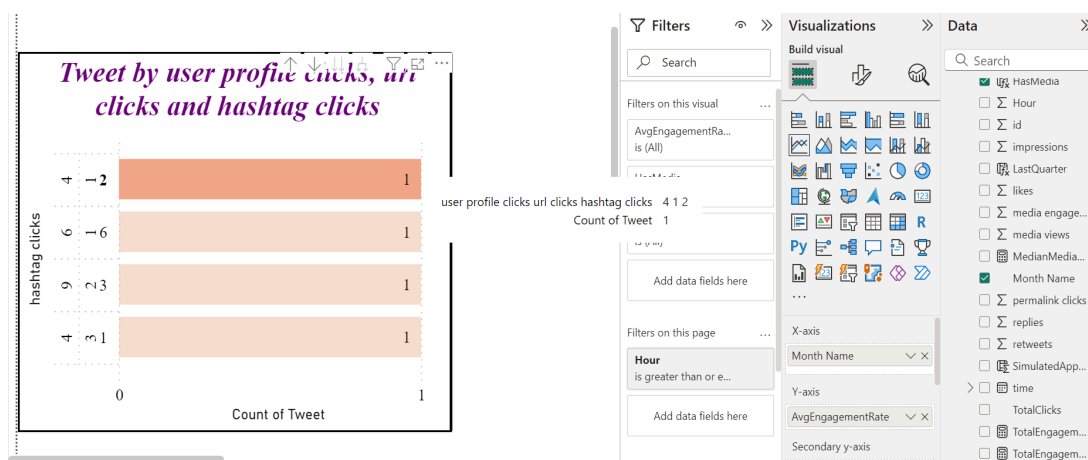 Tweet by user profile clicks, url
clicks and hashtag clicks
hashtag clicks
4 1 2 1
6 1 6 1
9 2 3 1
4 3 1 1
0 1
Count of Tweet
user profile clicks url clicks hashtag clicks 4 1 2
Count of Tweet 1
Filters
Search
Filters on this visual
...
AvgEngagementRa...
is (All)
HasMedia
is (All)
Add data fields here
Filters on this page
...
Hour
is greater than or e...
Add data fields here
Visualizations
Build visual
123
R
Py
...
X-axis
Month Name
Y-axis
AvgEngagementRate
Secondary y-axis
Data
Search
HasMedia
Hour
id
impressions
LastQuarter
likes
media engage...
media views
MedianMedia...
Month Name
permalink clicks
replies
retweets
SimulatedApp...
time
TotalClicks
TotalEngagem...
TotalEngagem...